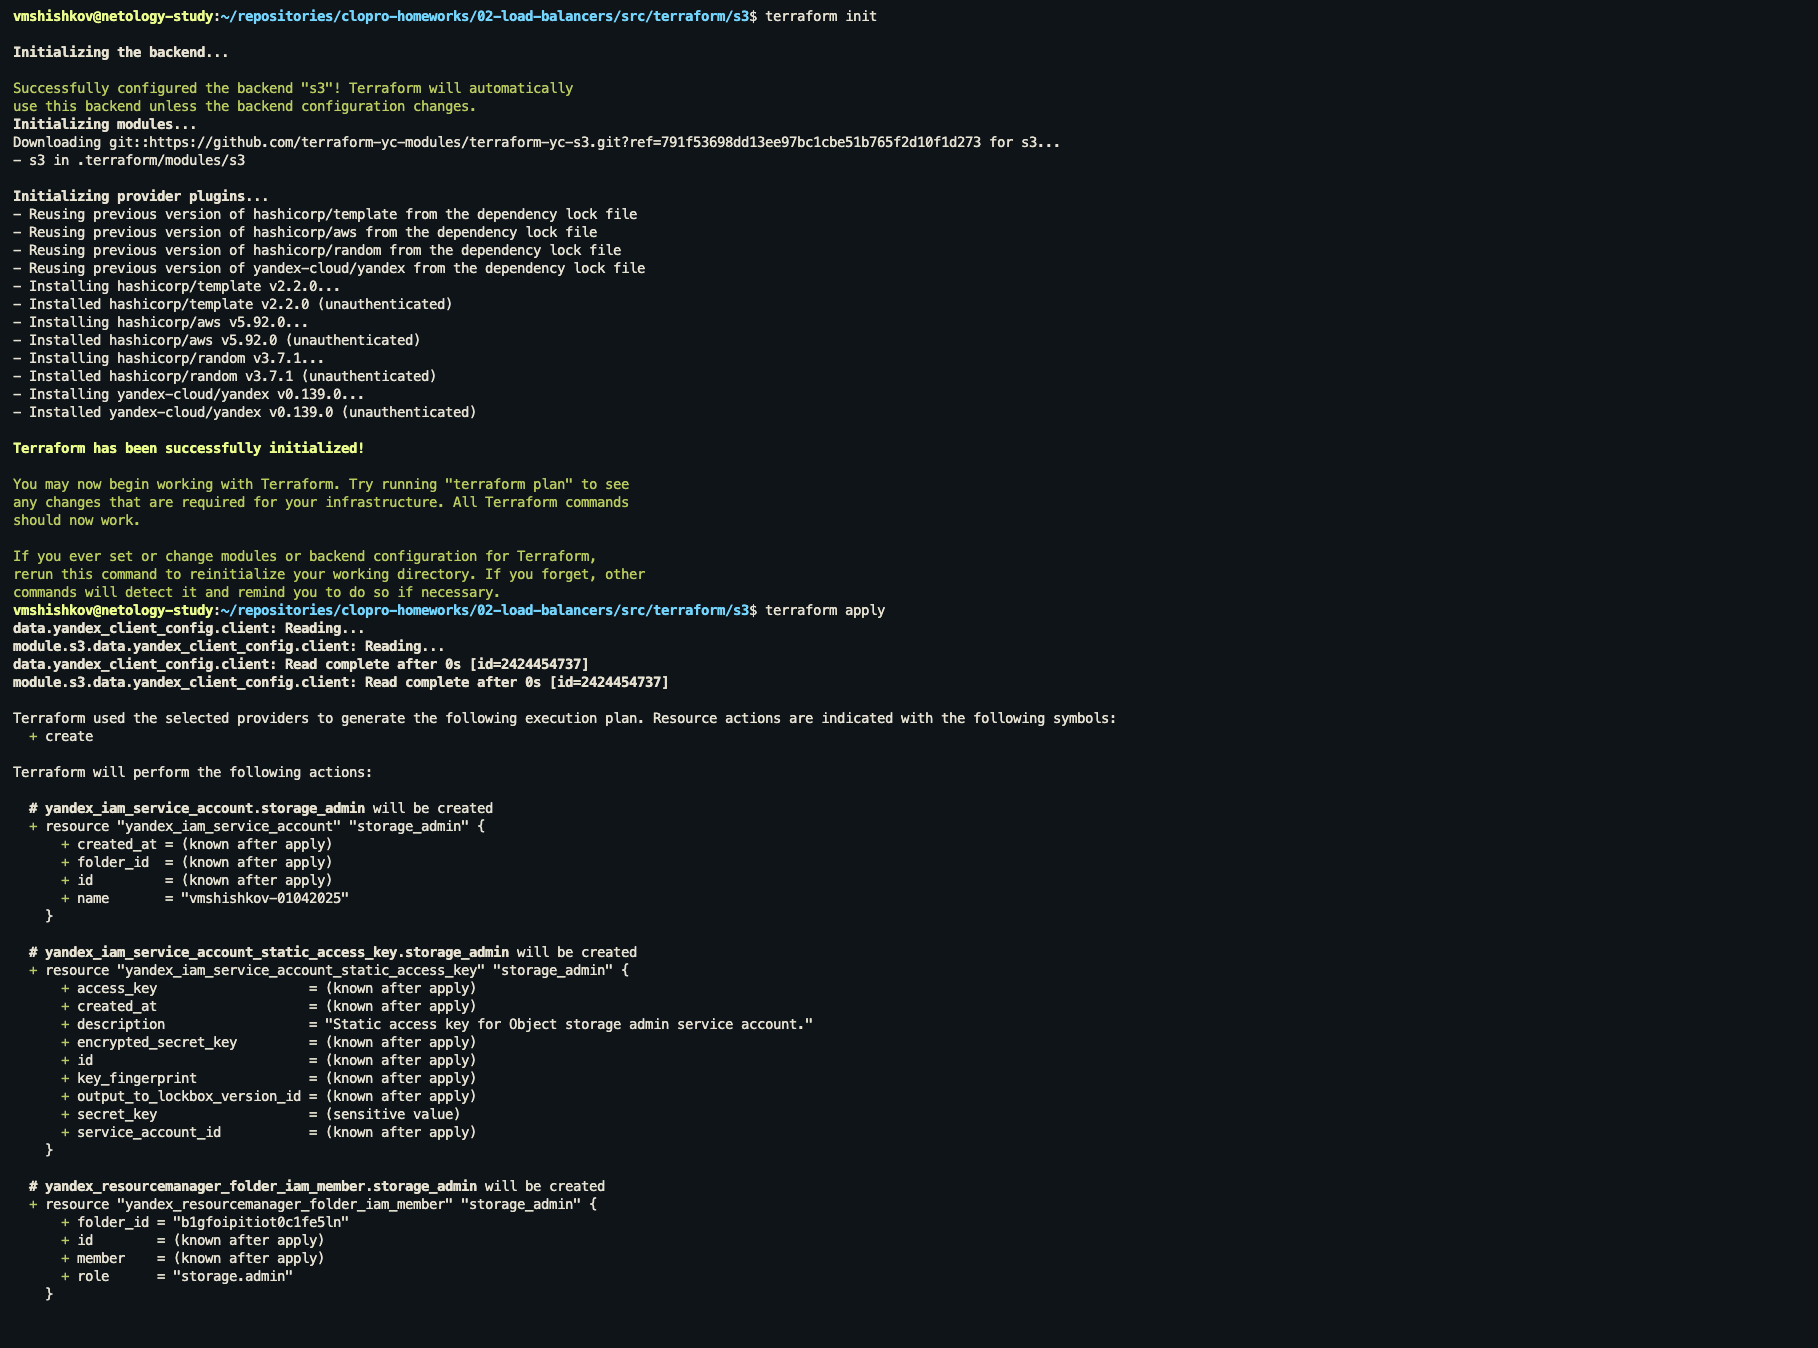 vmshishkov@netology-study:~/repositories/clopro-homeworks/02-load-balancers/src/terraform/s3$ terraform init
Initializing the backend...
Successfully configured the backend "s3"! Terraform will automatically
use this backend unless the backend configuration changes.
Initializing modules...
Downloading git::https://github.com/terraform-yc-modules/terraform-yc-s3.git?ref=791f53698dd13ee97bc1cbe51b765f2d10f1d273 for s3...
- s3 in .terraform/modules/s3
Initializing provider plugins...
- Reusing previous version of hashicorp/template from the dependency lock file
- Reusing previous version of hashicorp/aws from the dependency lock file
- Reusing previous version of hashicorp/random from the dependency lock file
- Reusing previous version of yandex-cloud/yandex from the dependency lock file
- Installing hashicorp/template v2.2.0...
- Installed hashicorp/template v2.2.0 (unauthenticated)
- Installing hashicorp/aws v5.92.0...
- Installed hashicorp/aws v5.92.0 (unauthenticated)
- Installing hashicorp/random v3.7.1...
- Installed hashicorp/random v3.7.1 (unauthenticated)
- Installing yandex-cloud/yandex v0.139.0...
- Installed yandex-cloud/yandex v0.139.0 (unauthenticated)
Terraform has been successfully initialized!
You may now begin working with Terraform. Try running "terraform plan" to see
any changes that are required for your infrastructure. All Terraform commands
should now work.
If you ever set or change modules or backend configuration for Terraform,
rerun this command to reinitialize your working directory. If you forget, other
commands will detect it and remind you to do so if necessary.
vmshishkov@netology-study:~/repositories/clopro-homeworks/02-load-balancers/src/terraform/s3$ terraform apply
data.yandex_client_config.client: Reading...
module.s3.data.yandex_client_config.client: Reading...
data.yandex_client_config.client: Read complete after 0s [id=2424454737]
module.s3.data.yandex_client_config.client: Read complete after 0s [id=2424454737]
Terraform used the selected providers to generate the following execution plan. Resource actions are indicated with the following symbols:
+ create
Terraform will perform the following actions:
# yandex_iam_service_account.storage_admin will be created
+ resource "yandex_iam_service_account" "storage_admin" {
+ created_at = (known after apply)
+ folder_id = (known after apply)
+ id = (known after apply)
+ name = "vmshishkov-01042025"
}
# yandex_iam_service_account_static_access_key.storage_admin will be created
+ resource "yandex_iam_service_account_static_access_key" "storage_admin" {
+ access_key = (known after apply)
+ created_at = (known after apply)
+ description = "Static access key for Object storage admin service account."
+ encrypted_secret_key = (known after apply)
+ id = (known after apply)
+ key_fingerprint = (known after apply)
+ output_to_lockbox_version_id = (known after apply)
+ secret_key = (sensitive value)
+ service_account_id = (known after apply)
}
# yandex_resourcemanager_folder_iam_member.storage_admin will be created
+ resource "yandex_resourcemanager_folder_iam_member" "storage_admin" {
+ folder_id = "b1gfoipitiot0c1fe5ln"
+ id = (known after apply)
+ member = (known after apply)
+ role = "storage.admin"
}